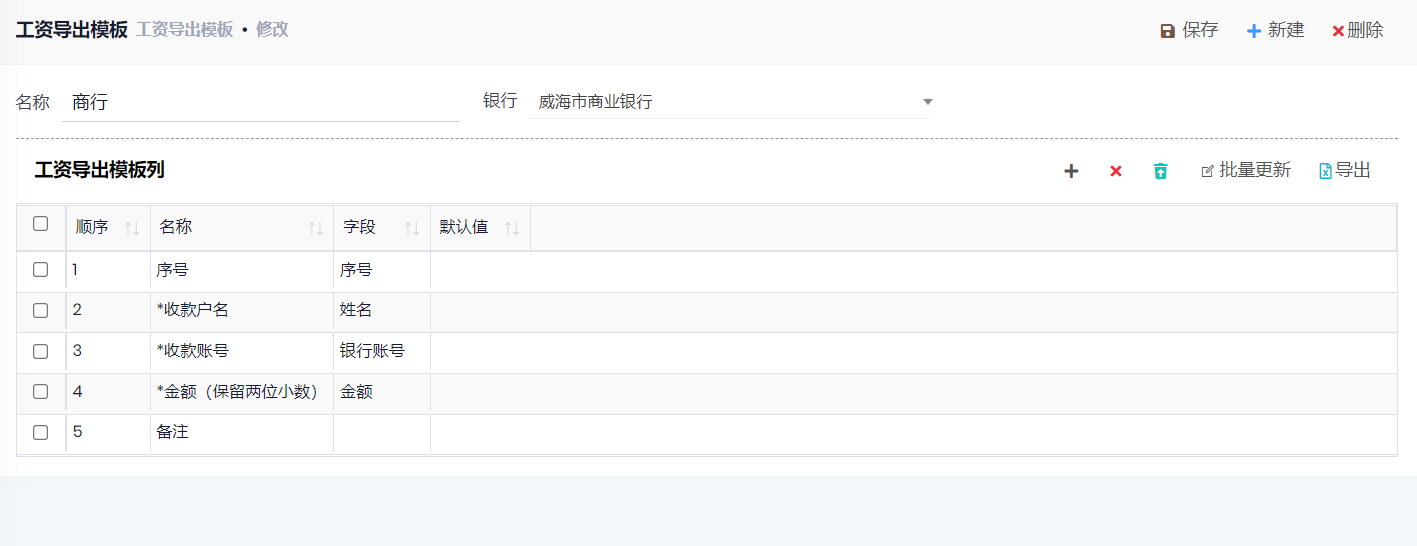 工资导出模板 工资导出模板 • 修改 保存 新建 删除
名称 商行 银行 威海市商业银行
工资导出模板列 批量更新 导出
顺序 名称 字段 默认值
1 序号 序号
2 *收款户名 姓名
3 *收款账号 银行账号
4 *金额（保留两位小数） 金额
5 备注